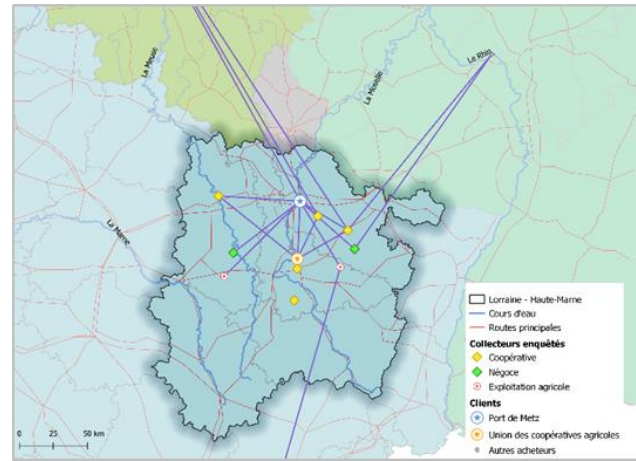 La Meuse
La Moselle
Le Rhin
La Marne
Lorraine - Haute-Marne
Cours d'eau
Routes principales
Collecteurs enquêtés
Coopérative
Négoce
Exploitation agricole
Clients
Port de Metz
Union des coopératives agricoles
Autres acheteurs
0 25 50 km